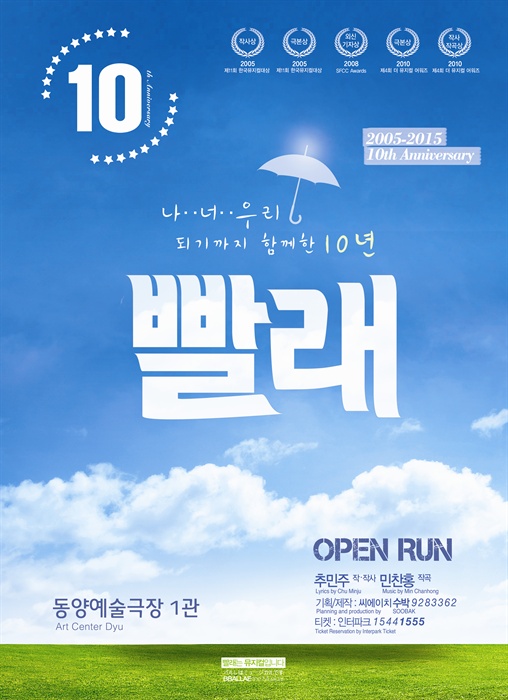 작사상
2005
제11회 한국뮤지컬대상
극본상
2005
제11회 한국뮤지컬대상
외신
기자상
2008
SFCC Awards
극본상
2010
제4회 더 뮤지컬 어워즈
작사
작곡상
2010
제4회 더 뮤지컬 어워즈
10
th. Anniversary
2005-2015
10th Anniversary
나··너··우리
되기까지 함께한 10년
빨래
OPEN RUN
추민주 작·작사 민찬홍 작곡
Lyrics by Chu Minju Music by Min Chanhong
기획/제작 : 씨에이치수박 9283362
Planning and production by SOOBAK
티켓 : 인터파크 15441555
Ticket Reservation by Interpark Ticket
동양예술극장 1관
Art Center Dyu
빨래는 뮤지컬입니다
BBALLAE